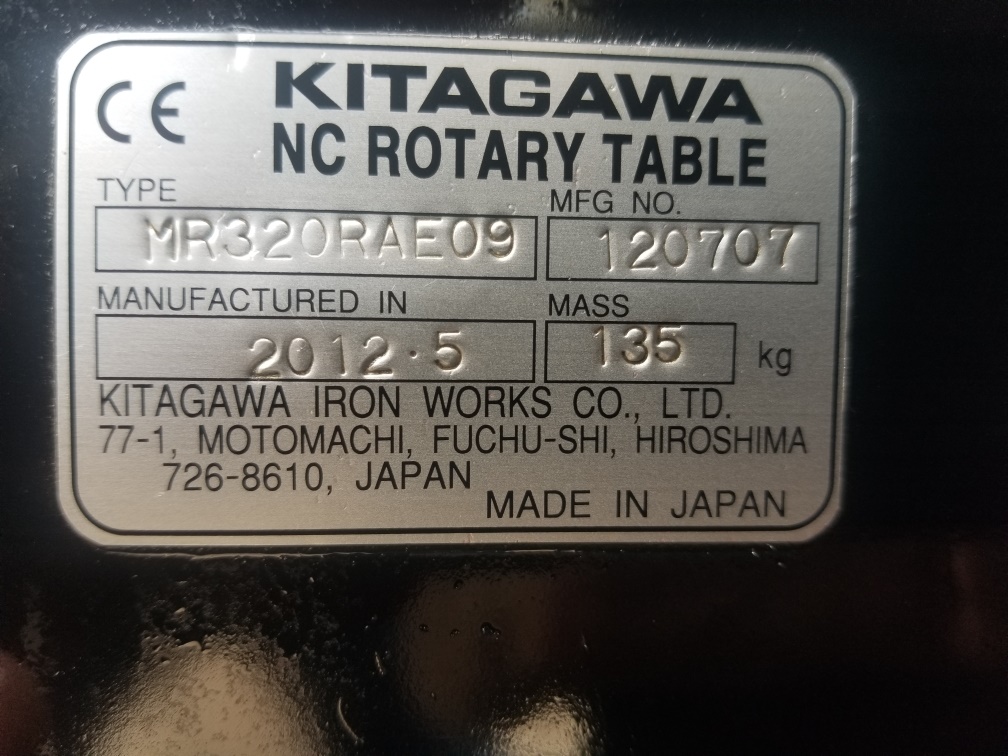 CE KITAGAWA
NC ROTARY TABLE
TYPE MFG NO.
MR320RAE09 120707
MANUFACTURED IN MASS
2012·5 135 kg
KITAGAWA IRON WORKS CO., LTD.
77-1, MOTOMACHI, FUCHU-SHI, HIROSHIMA
726-8610, JAPAN
MADE IN JAPAN